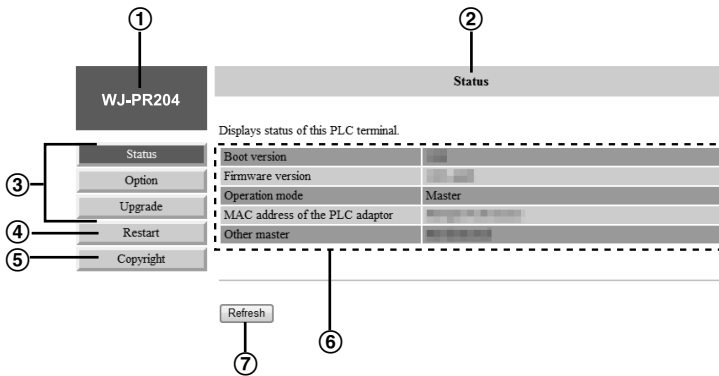 ① ②
WJ-PR204
Status
Displays status of this PLC terminal.
③
Status
Option
Upgrade
④ Restart
⑤ Copyright
Boot version
Firmware version
Operation mode Master
MAC address of the PLC adaptor
Other master
Refresh
⑥
⑦